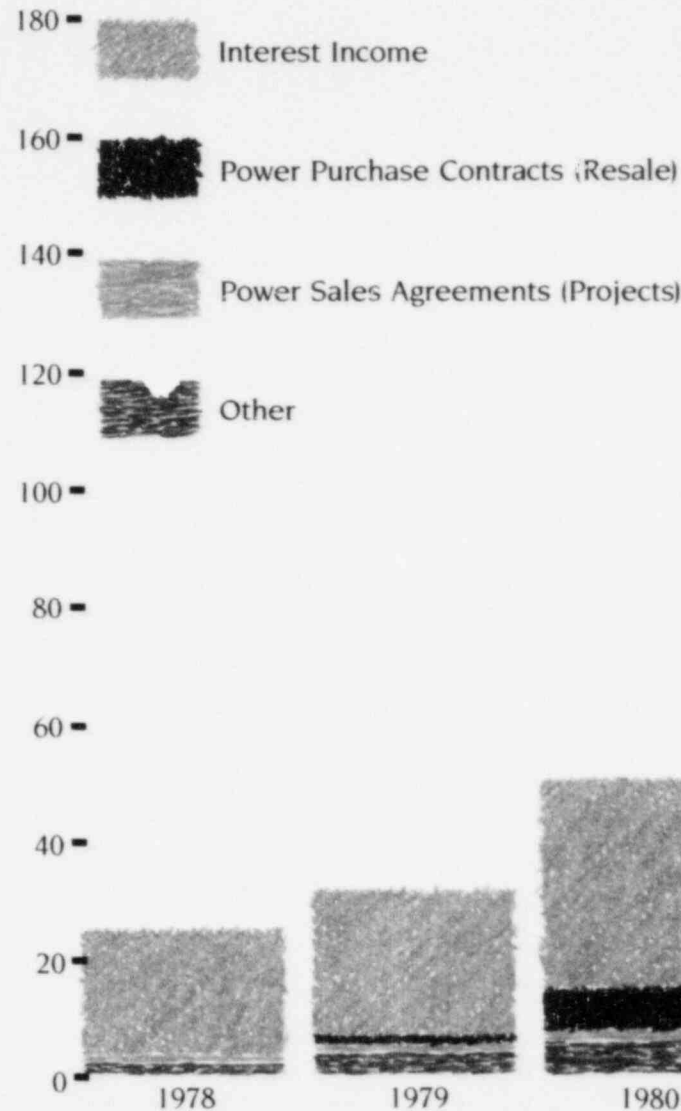 180
Interest Income
160
Power Purchase Contracts (Resale)
140
Power Sales Agreements (Projects)
120
Other
100
80
60
40
20
0
1978 1979 1980